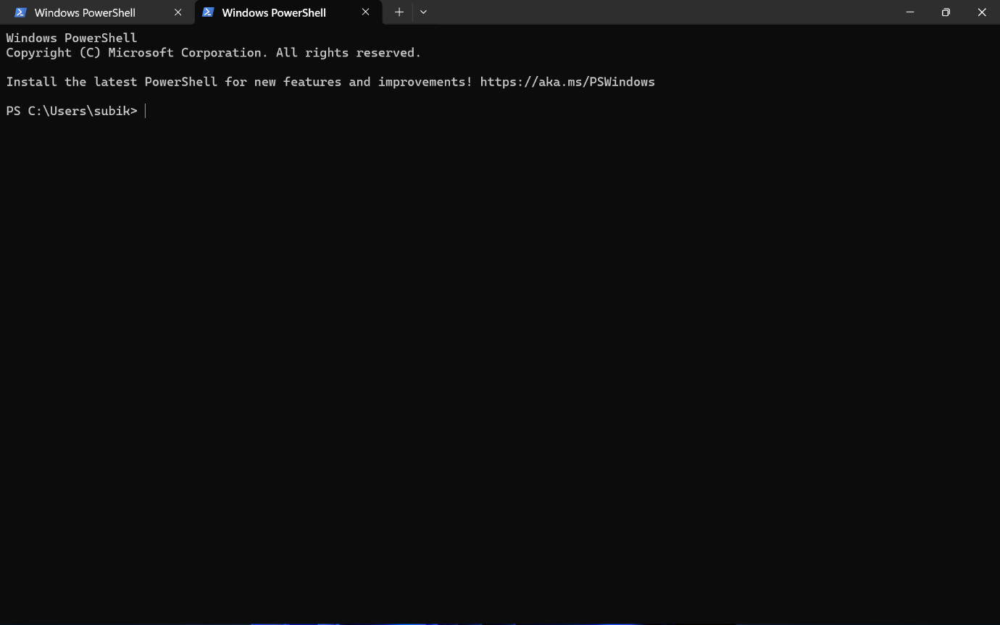 Windows PowerShell
Windows PowerShell
Windows PowerShell
Copyright (C) Microsoft Corporation. All rights reserved.
Install the latest PowerShell for new features and improvements! https://aka.ms/PSWindows
PS C:\Users\subik>